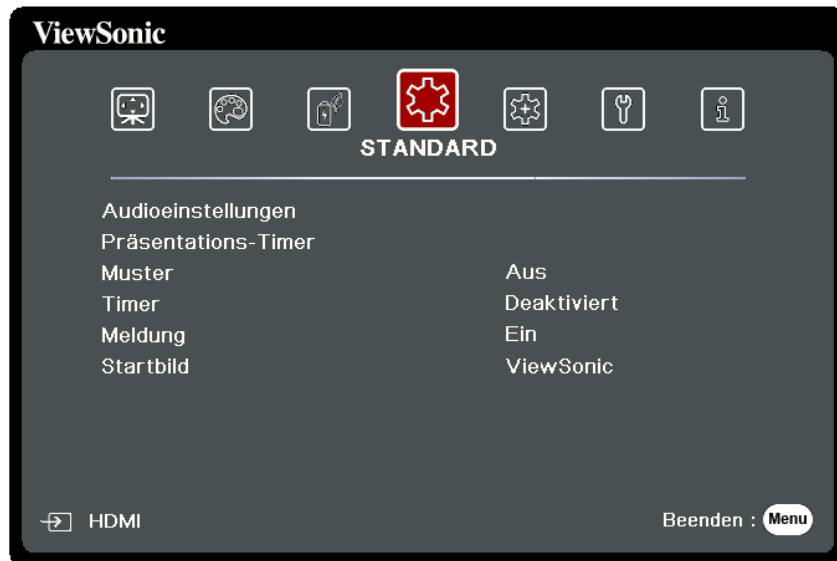 ViewSonic
STANDARD
Audioeinstellungen
Präsentations-Timer
Muster Aus
Timer Deaktiviert
Meldung Ein
Startbild ViewSonic
HDMI Beenden : Menu